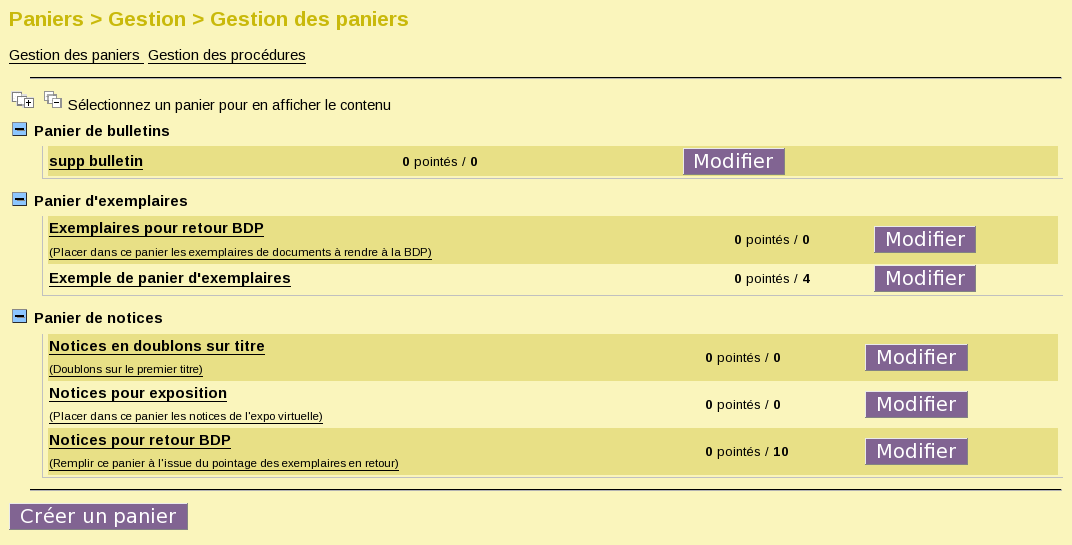 Paniers > Gestion > Gestion des paniers
Gestion des paniers Gestion des procédures
Sélectionnez un panier pour en afficher le contenu
Panier de bulletins
supp bulletin 0 pointés / 0 Modifier
Panier d'exemplaires
Exemplaires pour retour BDP
(Placer dans ce panier les exemplaires de documents à rendre à la BDP) 0 pointés / 0 Modifier
Exemple de panier d'exemplaires 0 pointés / 4 Modifier
Panier de notices
Notices en doublons sur titre
(Doublons sur le premier titre) 0 pointés / 0 Modifier
Notices pour exposition
(Placer dans ce panier les notices de l'expo virtuelle) 0 pointés / 0 Modifier
Notices pour retour BDP
(Remplir ce panier à l'issue du pointage des exemplaires en retour) 0 pointés / 10 Modifier
Créer un panier